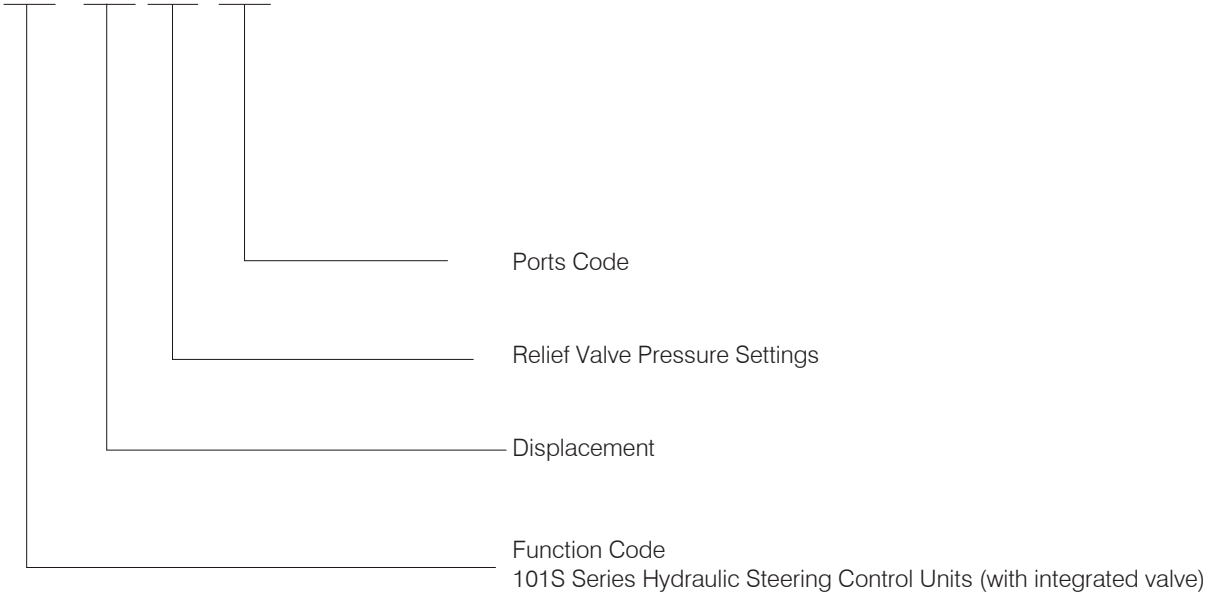 Ports Code
Relief Valve Pressure Settings
Displacement
Function Code
101S Series Hydraulic Steering Control Units (with integrated valve)